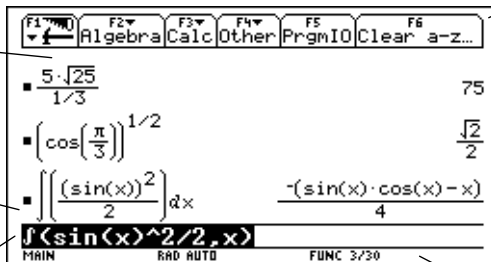 F1 F2 F3 F4 F5 F6
Algebra Calc Other PrgmIO Clear a-z…
5·√25
1/3
75
(cos(π/3))^1/2
√2/2
∫((sin(x))²/2)dx
-(sin(x)·cos(x)-x)
4
∫(sin(x)^2/2,x)
MAIN RAD AUTO FUNC 3/30